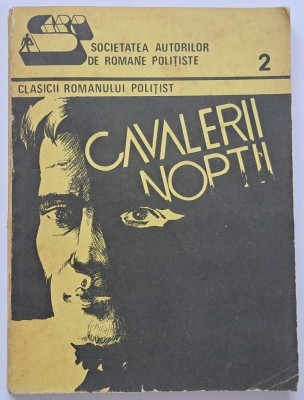 SOCIETATEA AUTORILOR
DE ROMANE POLIȚISTE
2
CLASICII ROMANULUI POLIȚIST
CAVALERII
NOPȚII